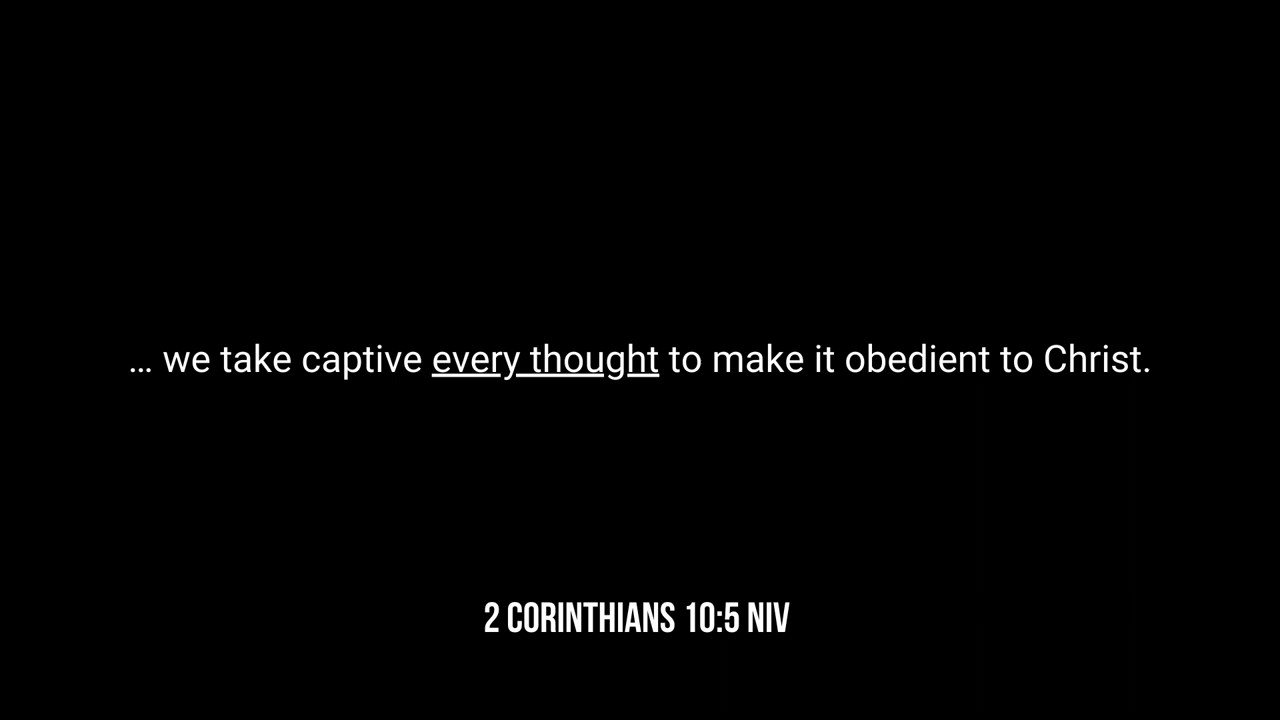 … we take captive every thought to make it obedient to Christ.
2 CORINTHIANS 10:5 NIV